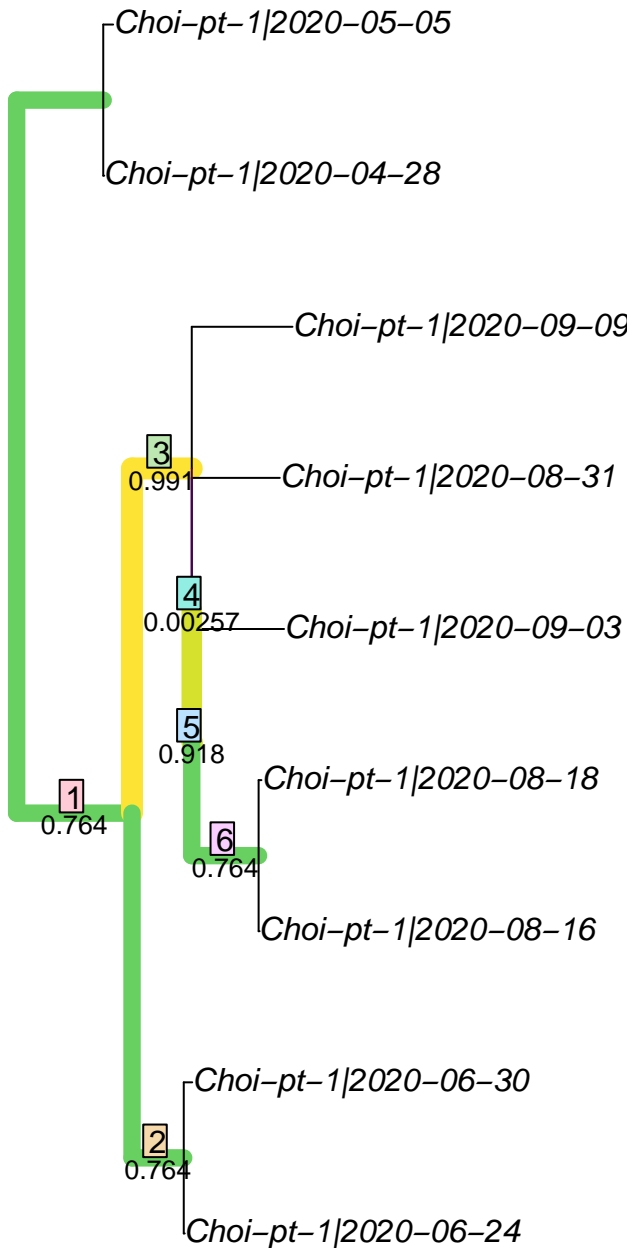 Choi−pt−1|2020−05−05
Choi−pt−1|2020−04−28
Choi−pt−1|2020−09−09
3
0.991
Choi−pt−1|2020−08−31
4
0.00257
Choi−pt−1|2020−09−03
5
0.918
Choi−pt−1|2020−08−18
1
0.764
6
0.764
Choi−pt−1|2020−08−16
Choi−pt−1|2020−06−30
2
0.764
Choi−pt−1|2020−06−24